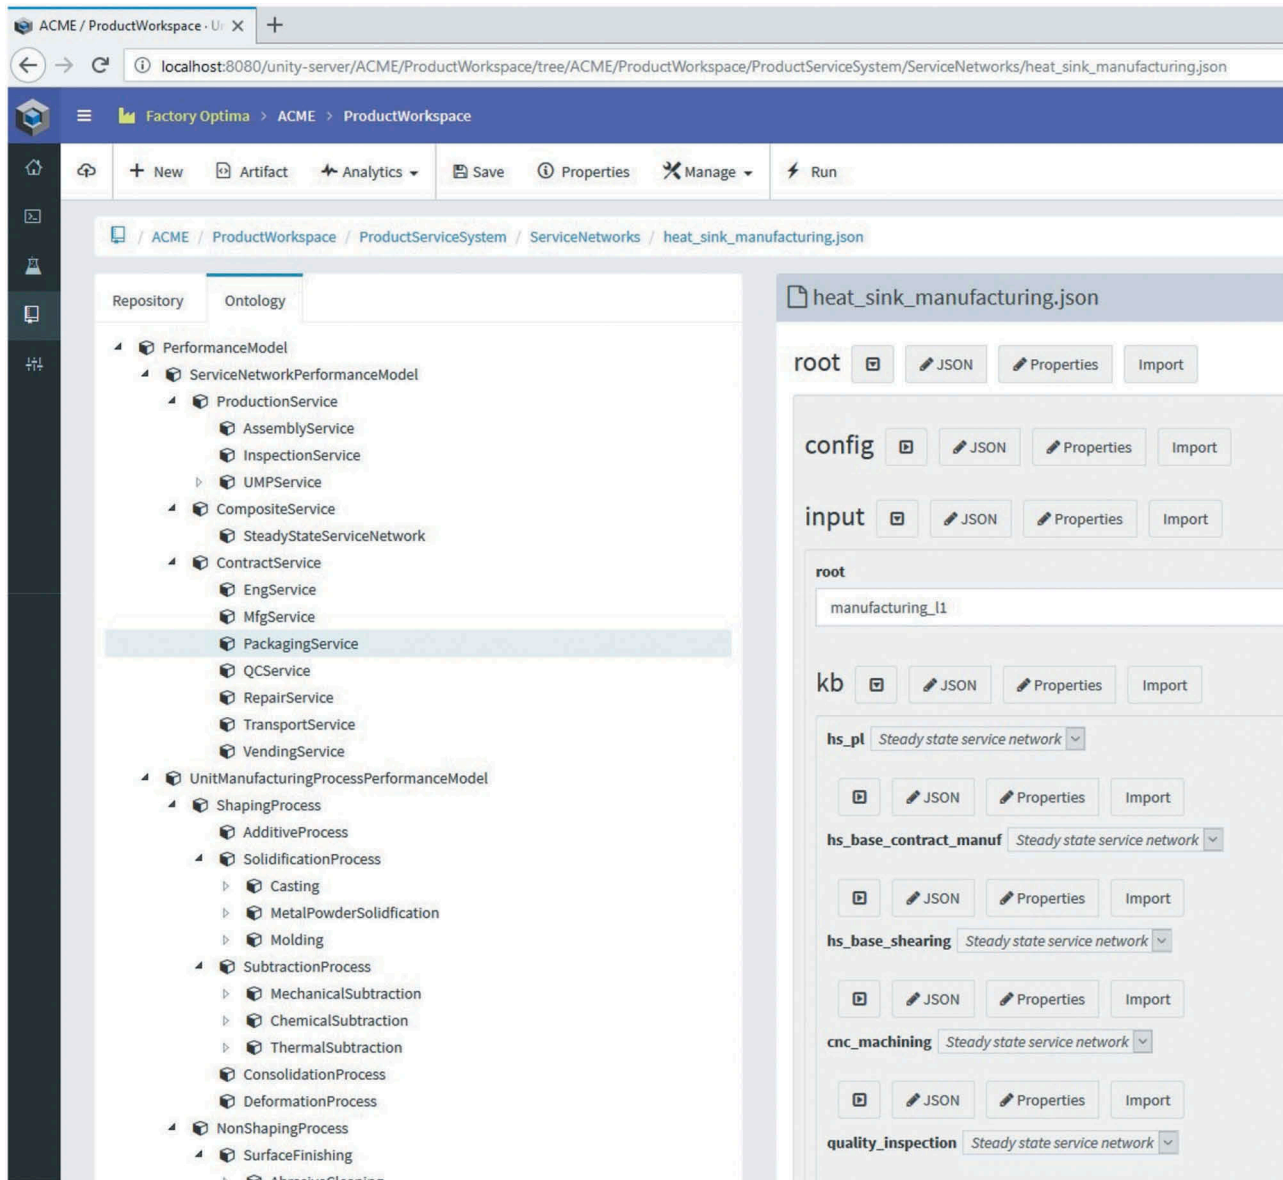 ACME / ProductWorkspace · U
localhost:8080/unity-server/ACME/ProductWorkspace/tree/ACME/ProductWorkspace/ProductServiceSystem/ServiceNetworks/heat_sink_manufacturing.json
Factory Optima > ACME > ProductWorkspace
New Artifact Analytics Save Properties Manage Run
/ ACME / ProductWorkspace / ProductServiceSystem / ServiceNetworks / heat_sink_manufacturing.json
Repository Ontology
PerformanceModel
ServiceNetworkPerformanceModel
ProductionService
AssemblyService
InspectionService
UMPService
CompositeService
SteadyStateServiceNetwork
ContractService
EngService
MfgService
PackagingService
QCService
RepairService
TransportService
VendingService
UnitManufacturingProcessPerformanceModel
ShapingProcess
AdditiveProcess
SolidificationProcess
Casting
MetalPowderSolidfication
Molding
SubtractionProcess
MechanicalSubtraction
ChemicalSubtraction
ThermalSubtraction
ConsolidationProcess
DeformationProcess
NonShapingProcess
SurfaceFinishing
heat_sink_manufacturing.json
root JSON Properties Import
config JSON Properties Import
input JSON Properties Import
root
manufacturing_l1
kb JSON Properties Import
hs_pl Steady state service network
JSON Properties Import
hs_base_contract_manuf Steady state service network
JSON Properties Import
hs_base_shearing Steady state service network
JSON Properties Import
cnc_machining Steady state service network
JSON Properties Import
quality_inspection Steady state service network